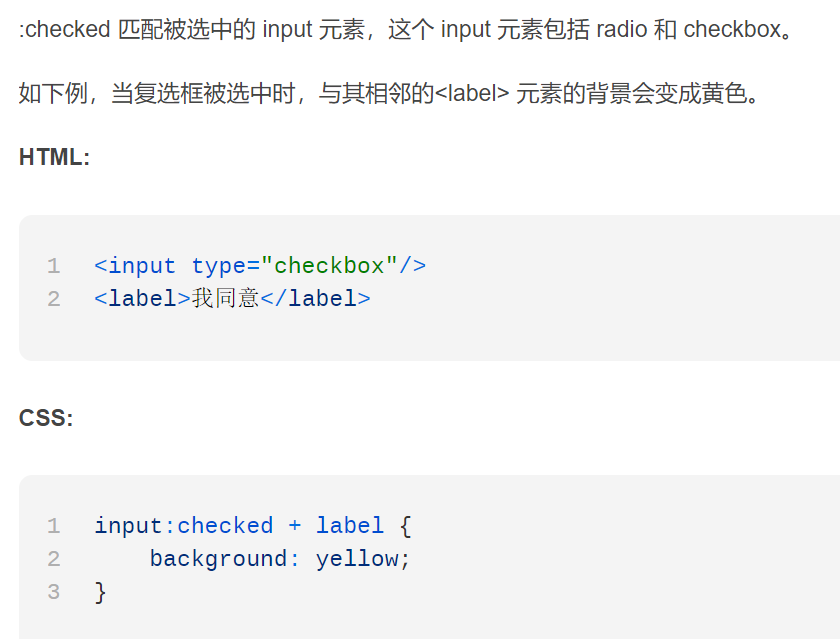 :checked 匹配被选中的 input 元素，这个 input 元素包括 radio 和 checkbox。
如下例，当复选框被选中时，与其相邻的<label> 元素的背景会变成黄色。
HTML:
1 <input type="checkbox"/>
2 <label>我同意</label>
CSS:
1 input:checked + label {
2     background: yellow;
3 }